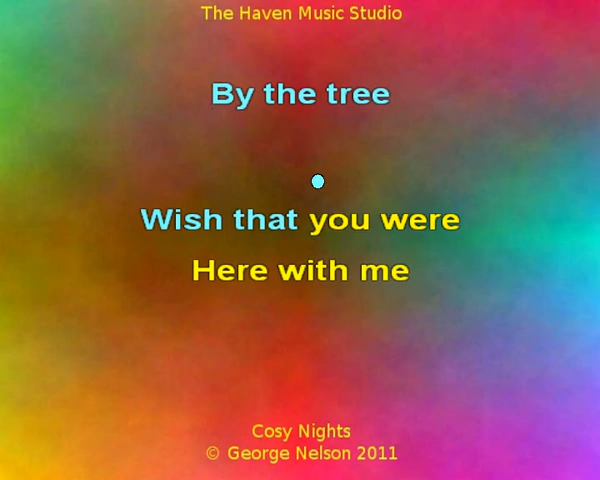 The Haven Music Studio
By the tree
Wish that you were
Here with me
Cosy Nights
© George Nelson 2011